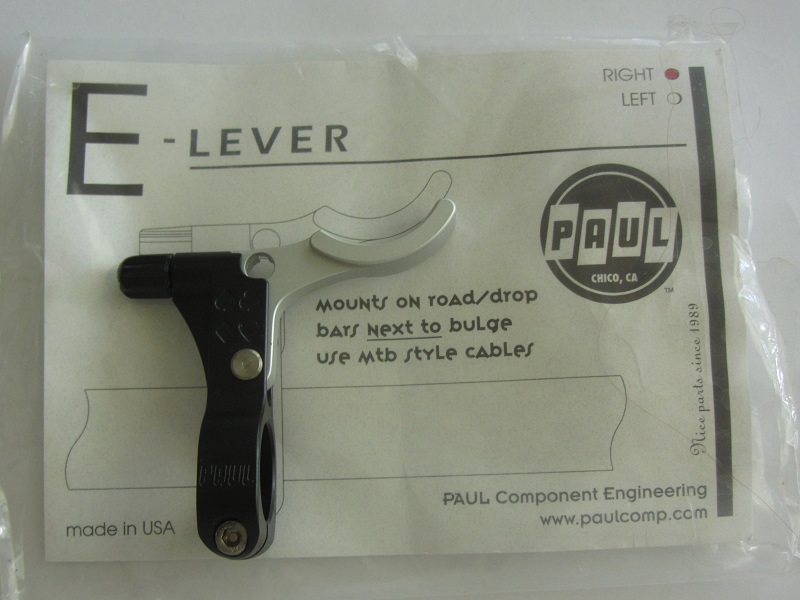 RIGHT
LEFT
E-LEVER
PAUL
CHICO, CA
TM
MOUNTS ON ROAD/DROP
BARS NEXT TO BULGE
USE MTB STYLE CABLES
Nice parts since 1989
PAUL
PAUL Component Engineering
www.paulcomp.com
made in USA